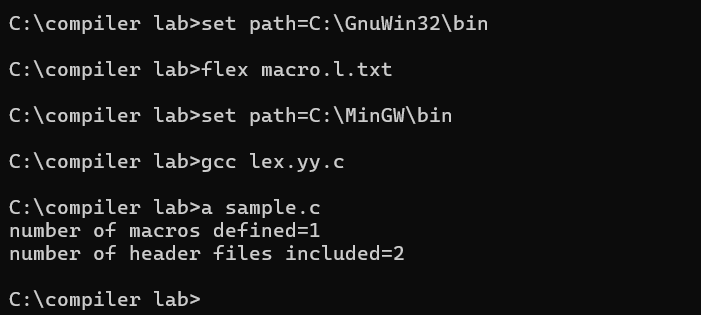 C:\compiler lab>set path=C:\GnuWin32\bin
C:\compiler lab>flex macro.l.txt
C:\compiler lab>set path=C:\MinGW\bin
C:\compiler lab>gcc lex.yy.c
C:\compiler lab>a sample.c
number of macros defined=1
number of header files included=2
C:\compiler lab>